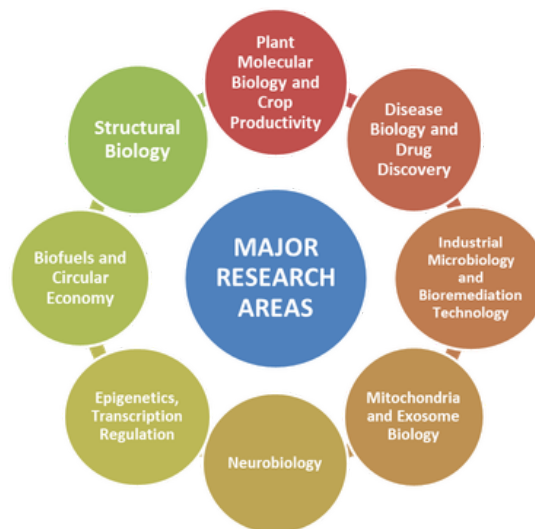 Plant
Molecular
Biology and
Crop
Productivity
Disease
Biology and
Drug
Discovery
Industrial
Microbiology
and
Bioremediation
Technology
Mitochondria
and Exosome
Biology
Neurobiology
Epigenetics,
Transcription
Regulation
Biofuels and
Circular
Economy
Structural
Biology
MAJOR
RESEARCH
AREAS